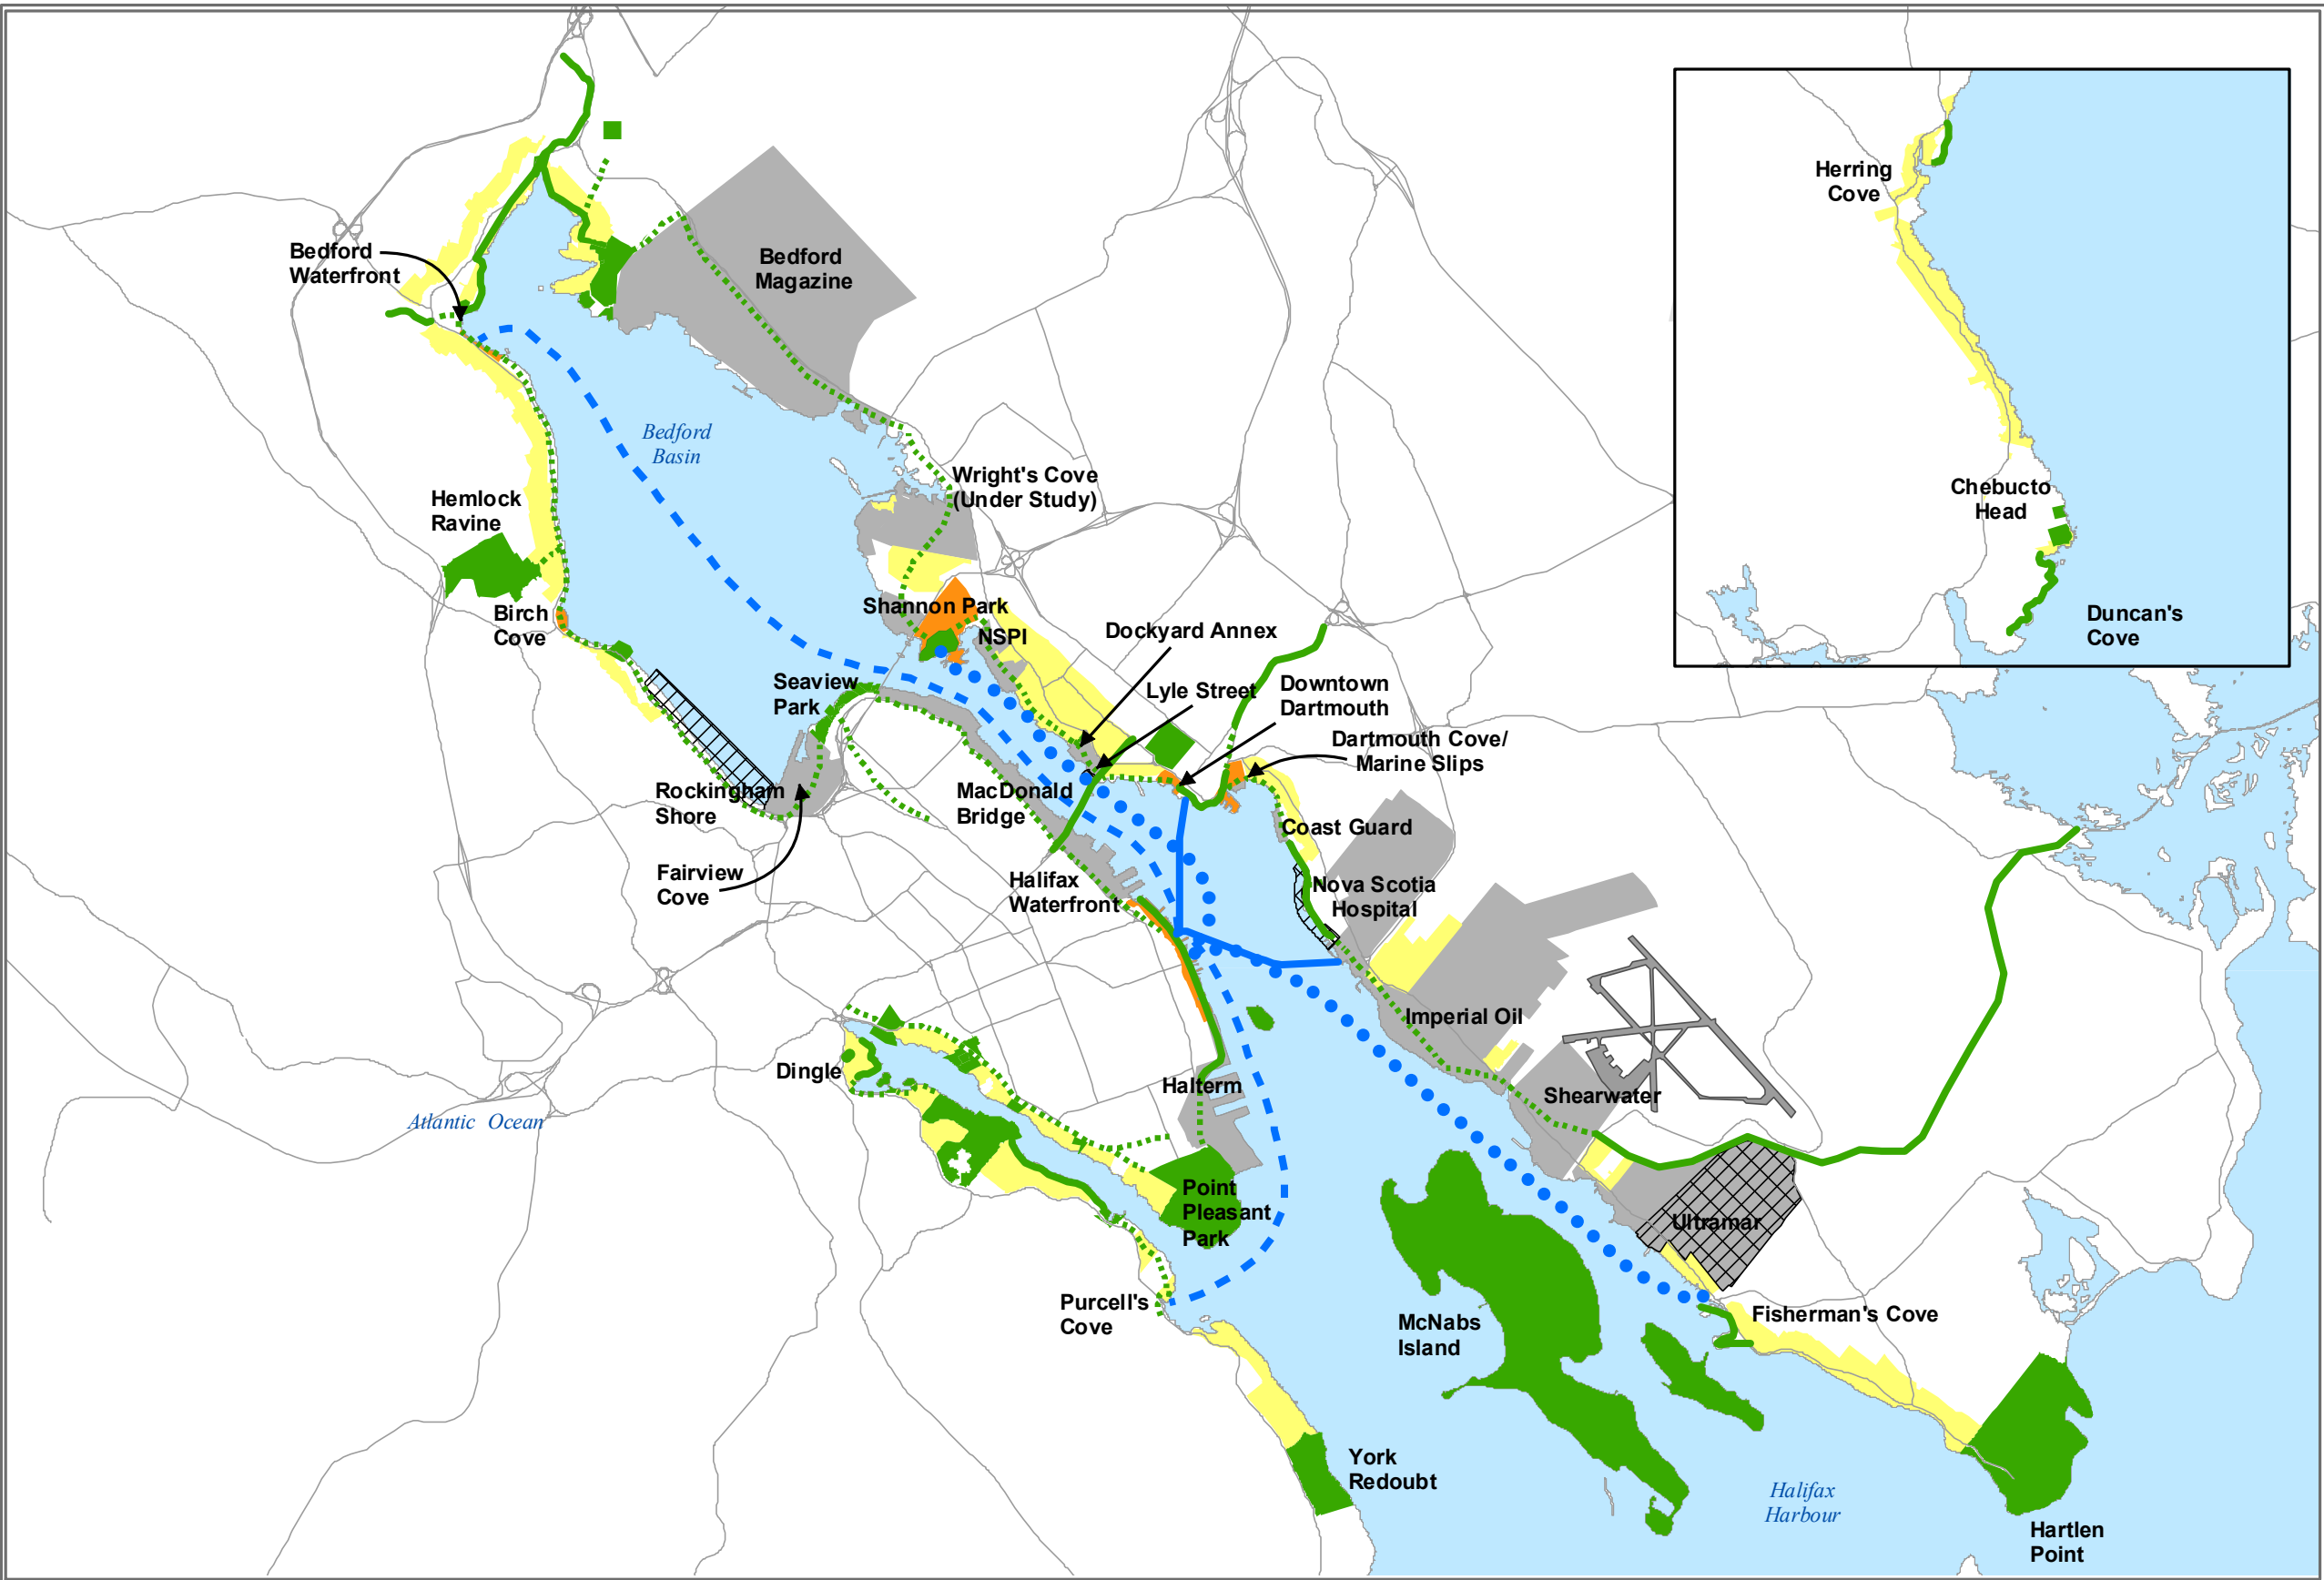 Herring
Cove
Bedford
Waterfront
Bedford
Magazine
Bedford
Basin
Wright's Cove
(Under Study)
Chebucto
Head
Hemlock
Ravine
Birch
Cove
Shannon Park
NSPI
Dockyard Annex
Duncan's
Cove
Seaview
Park
Lyle Street
Downtown
Dartmouth
Dartmouth Cove/
Marine Slips
Rockingham
Shore
MacDonald
Bridge
Coast Guard
Fairview
Cove
Halifax
Waterfront
Nova Scotia
Hospital
Imperial Oil
Dingle
Halterm
Shearwater
Atlantic Ocean
Point
Pleasant
Park
Ultramar
Purcell's
Cove
McNabs
Island
Fisherman's Cove
York
Redoubt
Halifax
Harbour
Hartlen
Point